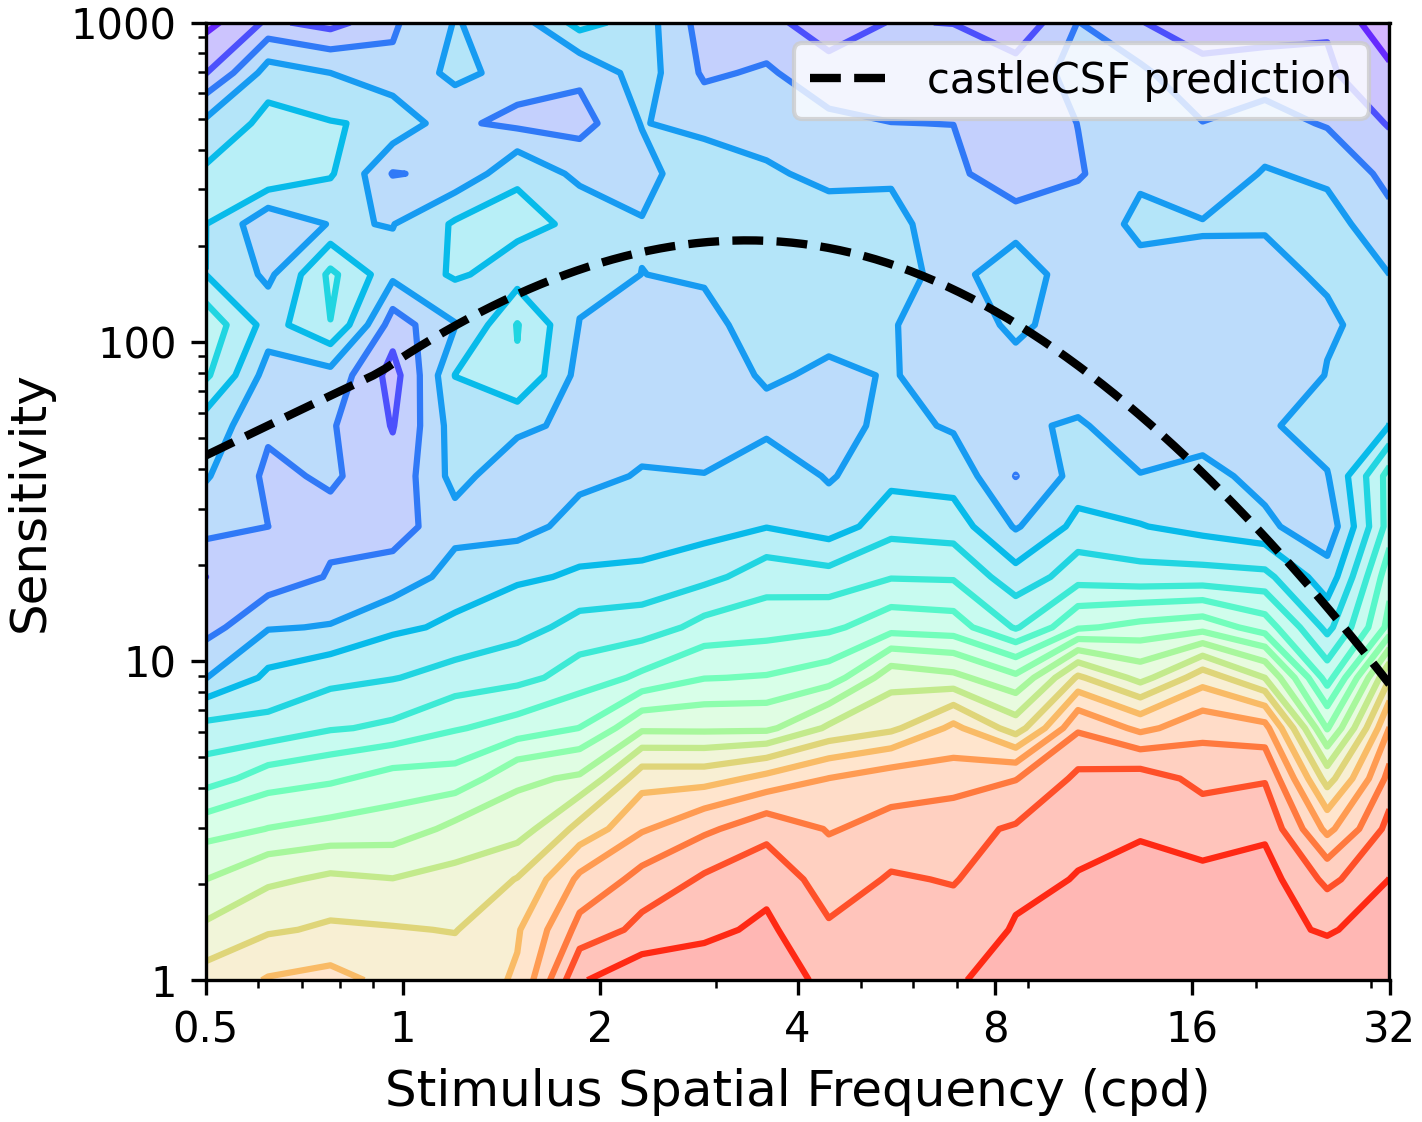 1000
100
10
1
Sensitivity
castleCSF prediction
0.5 1 2 4 8 16 32
Stimulus Spatial Frequency (cpd)